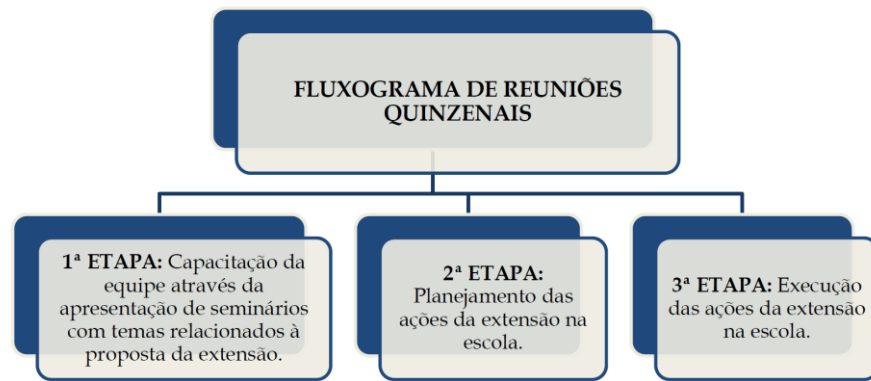 FLUXOGRAMA DE REUNIÕES
QUINZENAIS
1ª ETAPA: Capacitação da
equipe através da
apresentação de seminários
com temas relacionados à
proposta da extensão.
2ª ETAPA:
Planejamento das
ações da extensão na
escola.
3ª ETAPA: Execução
das ações da extensão
na escola.